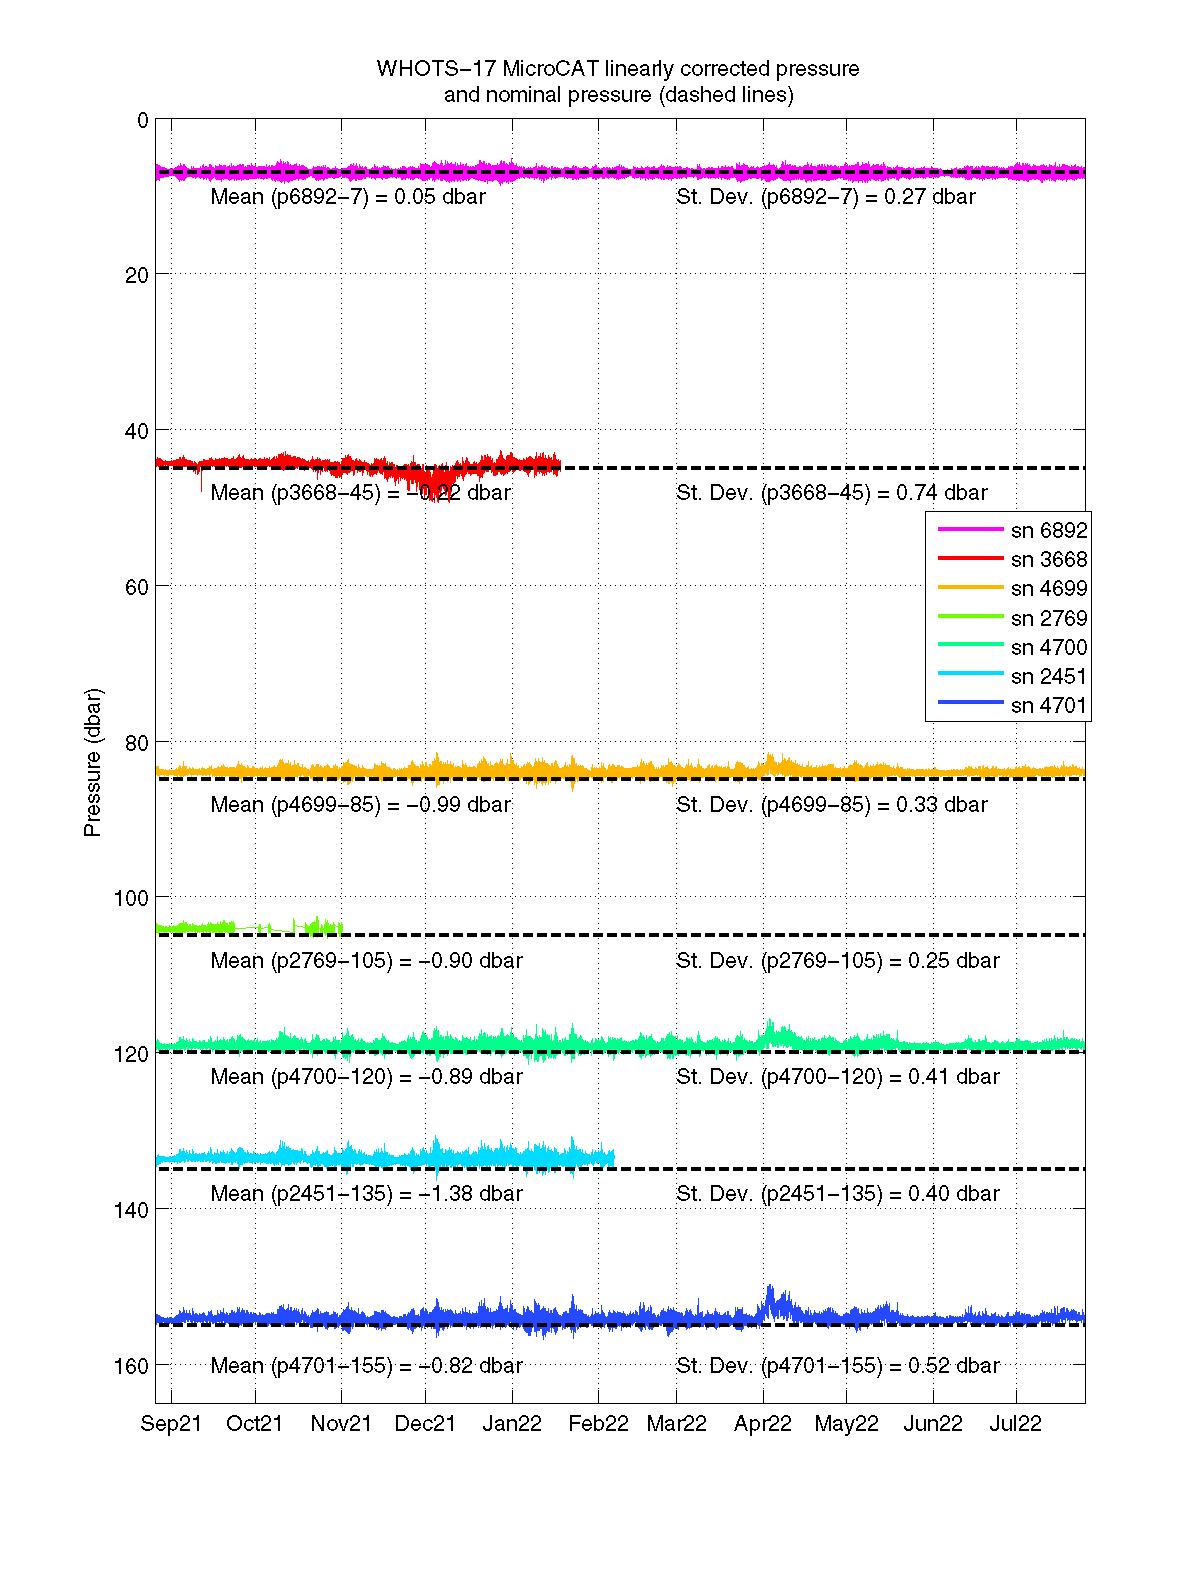 WHOTS−17 MicroCAT linearly corrected pressure
and nominal pressure (dashed lines)
0
Mean (p6892−7) = 0.05 dbar
St. Dev. (p6892−7) = 0.27 dbar
20
40
Mean (p3668−45) = −0.22 dbar
St. Dev. (p3668−45) = 0.74 dbar
sn 6892
sn 3668
sn 4699
sn 2769
sn 4700
sn 2451
sn 4701
60
80
Pressure (dbar)
Mean (p4699−85) = −0.99 dbar
St. Dev. (p4699−85) = 0.33 dbar
100
Mean (p2769−105) = −0.90 dbar
St. Dev. (p2769−105) = 0.25 dbar
120
Mean (p4700−120) = −0.89 dbar
St. Dev. (p4700−120) = 0.41 dbar
Mean (p2451−135) = −1.38 dbar
St. Dev. (p2451−135) = 0.40 dbar
140
Mean (p4701−155) = −0.82 dbar
St. Dev. (p4701−155) = 0.52 dbar
160
Sep21 Oct21 Nov21 Dec21 Jan22 Feb22 Mar22 Apr22 May22 Jun22 Jul22